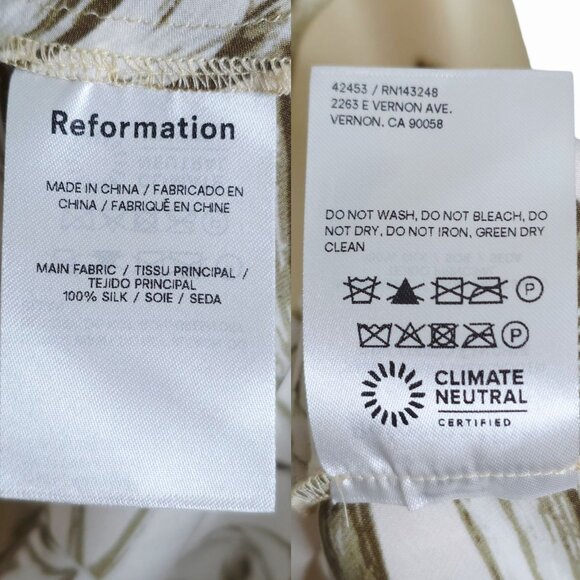 Reformation
MADE IN CHINA / FABRICADO EN
CHINA / FABRIQUÉ EN CHINE
MAIN FABRIC / TISSU PRINCIPAL /
TEJIDO PRINCIPAL
100% SILK / SOIE / SEDA
42453 / RN143248
2263 E VERNON AVE.
VERNON, CA 90058
DO NOT WASH, DO NOT BLEACH, DO
NOT DRY, DO NOT IRON, GREEN DRY
CLEAN
P
P
CLIMATE
NEUTRAL
CERTIFIED